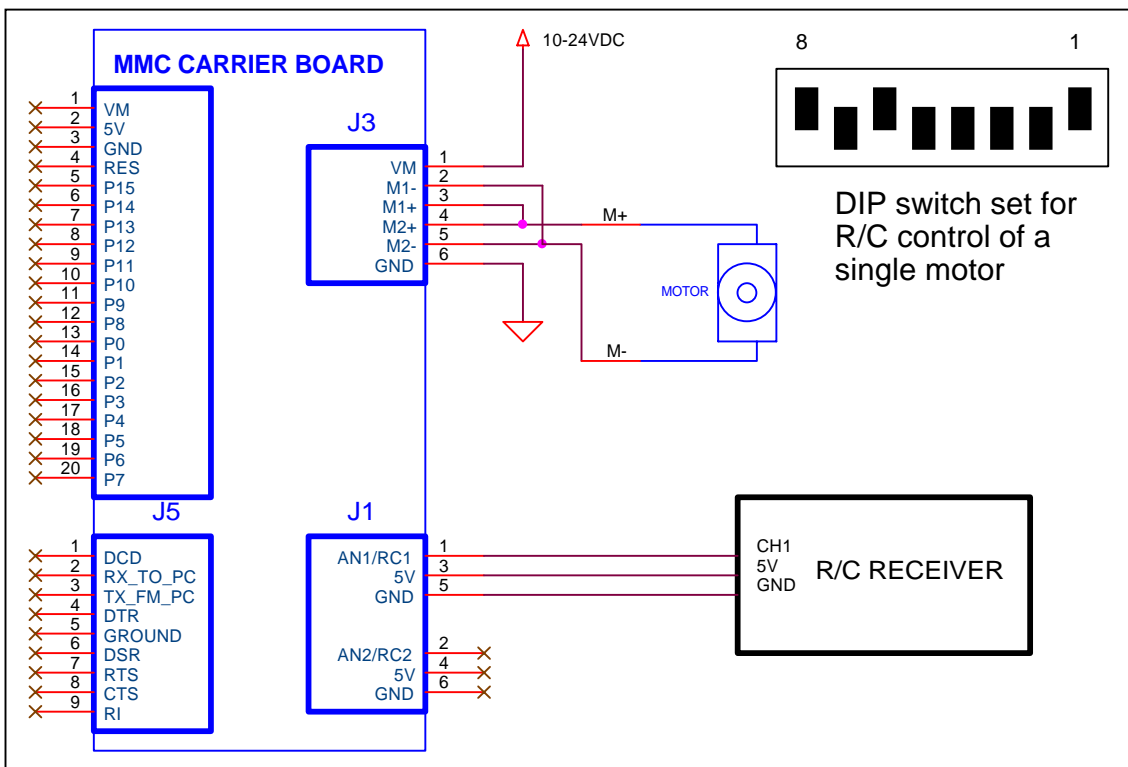 MMC CARRIER BOARD
1 VM
2 5V
3 GND
4 RES
5 P15
6 P14
7 P13
8 P12
9 P11
10 P10
11 P9
12 P8
13 P0
14 P1
15 P2
16 P3
17 P4
18 P5
19 P6
20 P7
J3
VM 1
M1- 2
M1+ 3
M2+ 4
M2- 5
GND 6
10-24VDC
M+
MOTOR
M-
8 1
DIP switch set for
R/C control of a
single motor
J5
1 DCD
2 RX_TO_PC
3 TX_FM_PC
4 DTR
5 GROUND
6 DSR
7 RTS
8 CTS
9 RI
J1
AN1/RC1 1
5V 3
GND 5
AN2/RC2 2
5V 4
GND 6
CH1
5V
GND
R/C RECEIVER